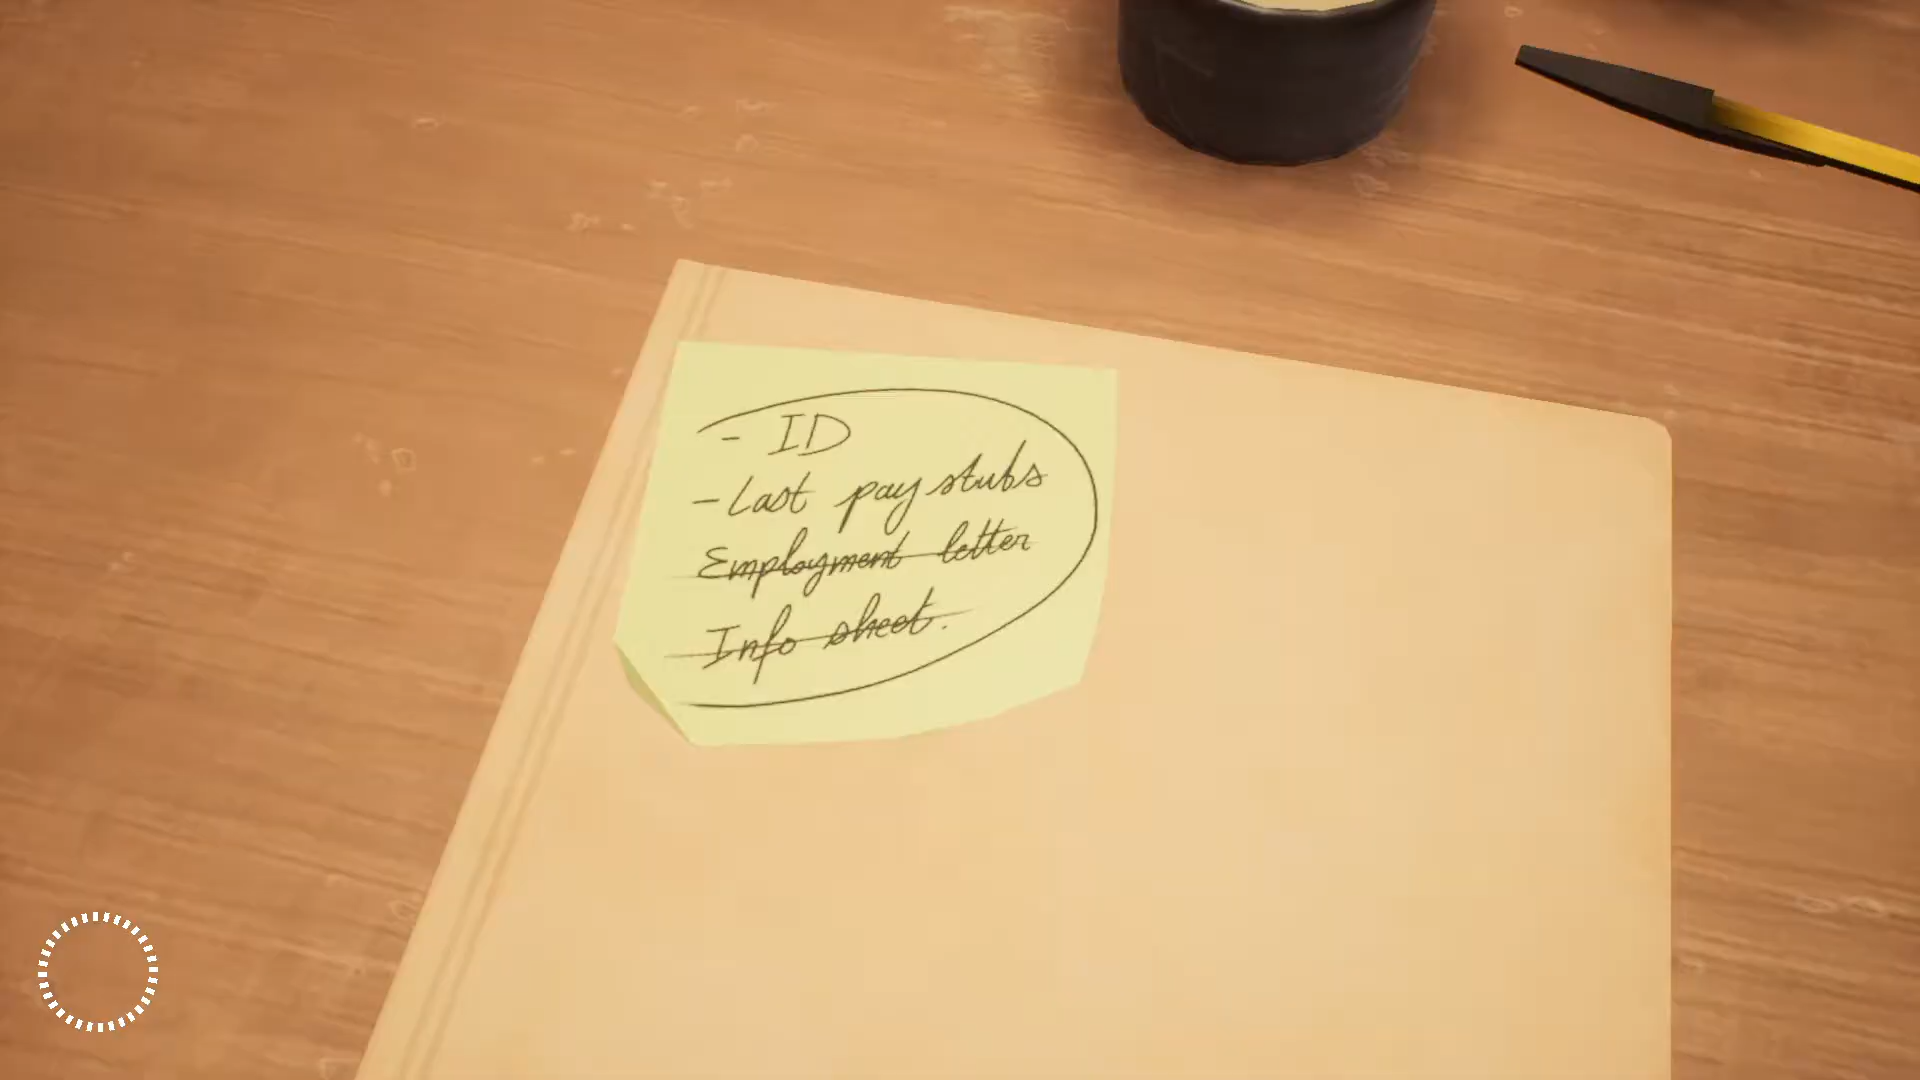 - ID
- Last pay stubs
Employment letter
Info sheet.